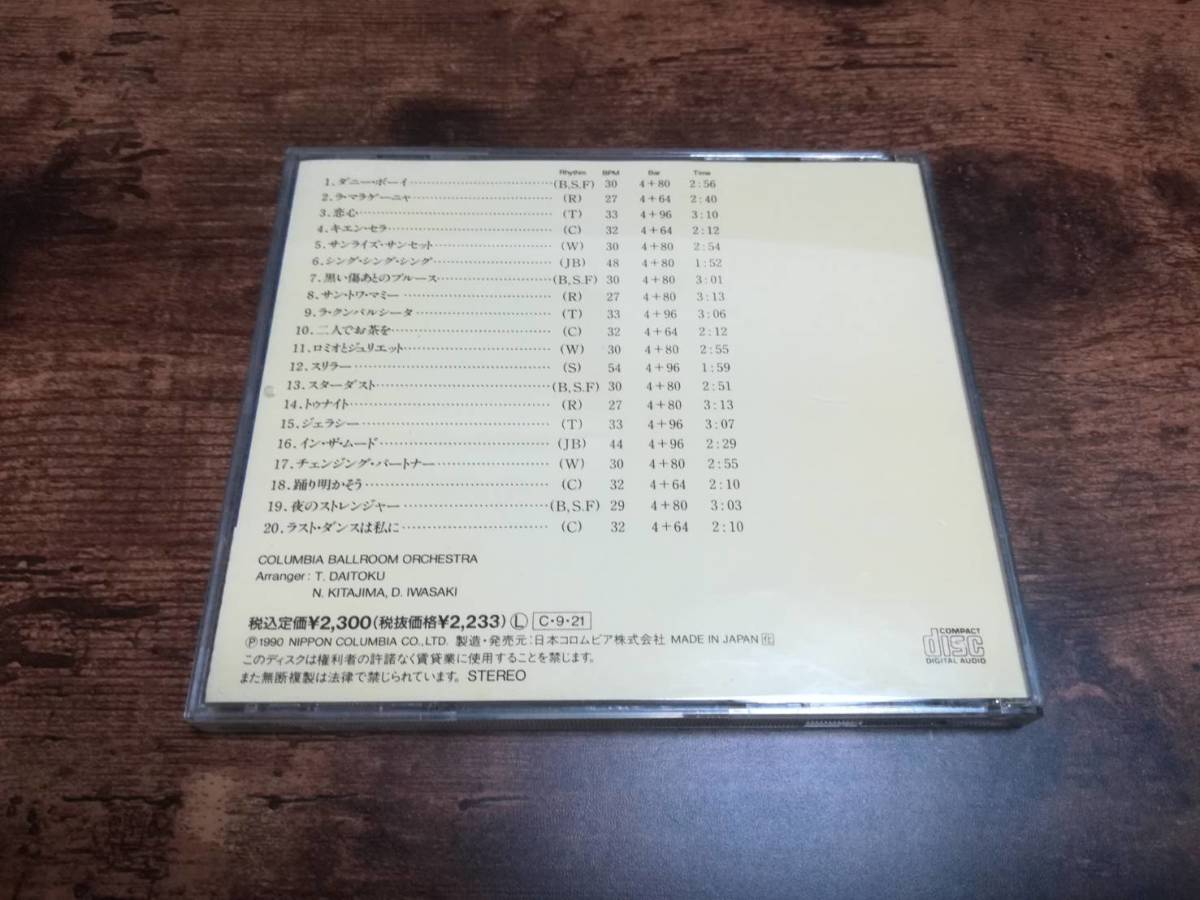 Rhythm BPM Bar Time
1. ダニー・ボーイ (B,S.F) 30 4+80 2:56
2. ラ・マラゲーニャ (R) 27 4+64 2:40
3. 恋心 (T) 33 4+96 3:10
4. キエン・セラ (C) 32 4+64 2:12
5. サンライズ・サンセット (W) 30 4+80 2:54
6. シング・シング・シング (JB) 48 4+80 1:52
7. 黒い傷あとのブルース (B,S.F) 30 4+80 3:01
8. サン・トワ・マミー (R) 27 4+80 3:13
9. ラ・クンパルシータ (T) 33 4+96 3:06
10. 二人でお茶を (C) 32 4+64 2:12
11. ロミオとジュリエット (W) 30 4+80 2:55
12. スリラー (S) 54 4+96 1:59
13. スターダスト (B,S.F) 30 4+80 2:51
14. トゥナイト (R) 27 4+80 3:13
15. ジェラシー (T) 33 4+96 3:07
16. イン・ザ・ムード (JB) 44 4+96 2:29
17. チェンジング・パートナー (W) 30 4+80 2:55
18. 踊り明かそう (C) 32 4+64 2:10
19. 夜のストレンジャー (B,S.F) 29 4+80 3:03
20. ラスト・ダンスは私に (C) 32 4+64 2:10
COLUMBIA BALLROOM ORCHESTRA
Arranger: T. DAITOKU
N. KITAJIMA, D. IWASAKI
税込定価¥2,300(税抜価格¥2,233) Ⓛ C・9・21
Ⓟ1990 NIPPON COLUMBIA CO., LTD. 製造・発売元:日本コロムビア株式会社 MADE IN JAPAN
このディスクは権利者の許諾なく賃貸業に使用することを禁じます。
また無断複製は法律で禁じられています。 STEREO
COMPACT
disc
DIGITAL AUDIO